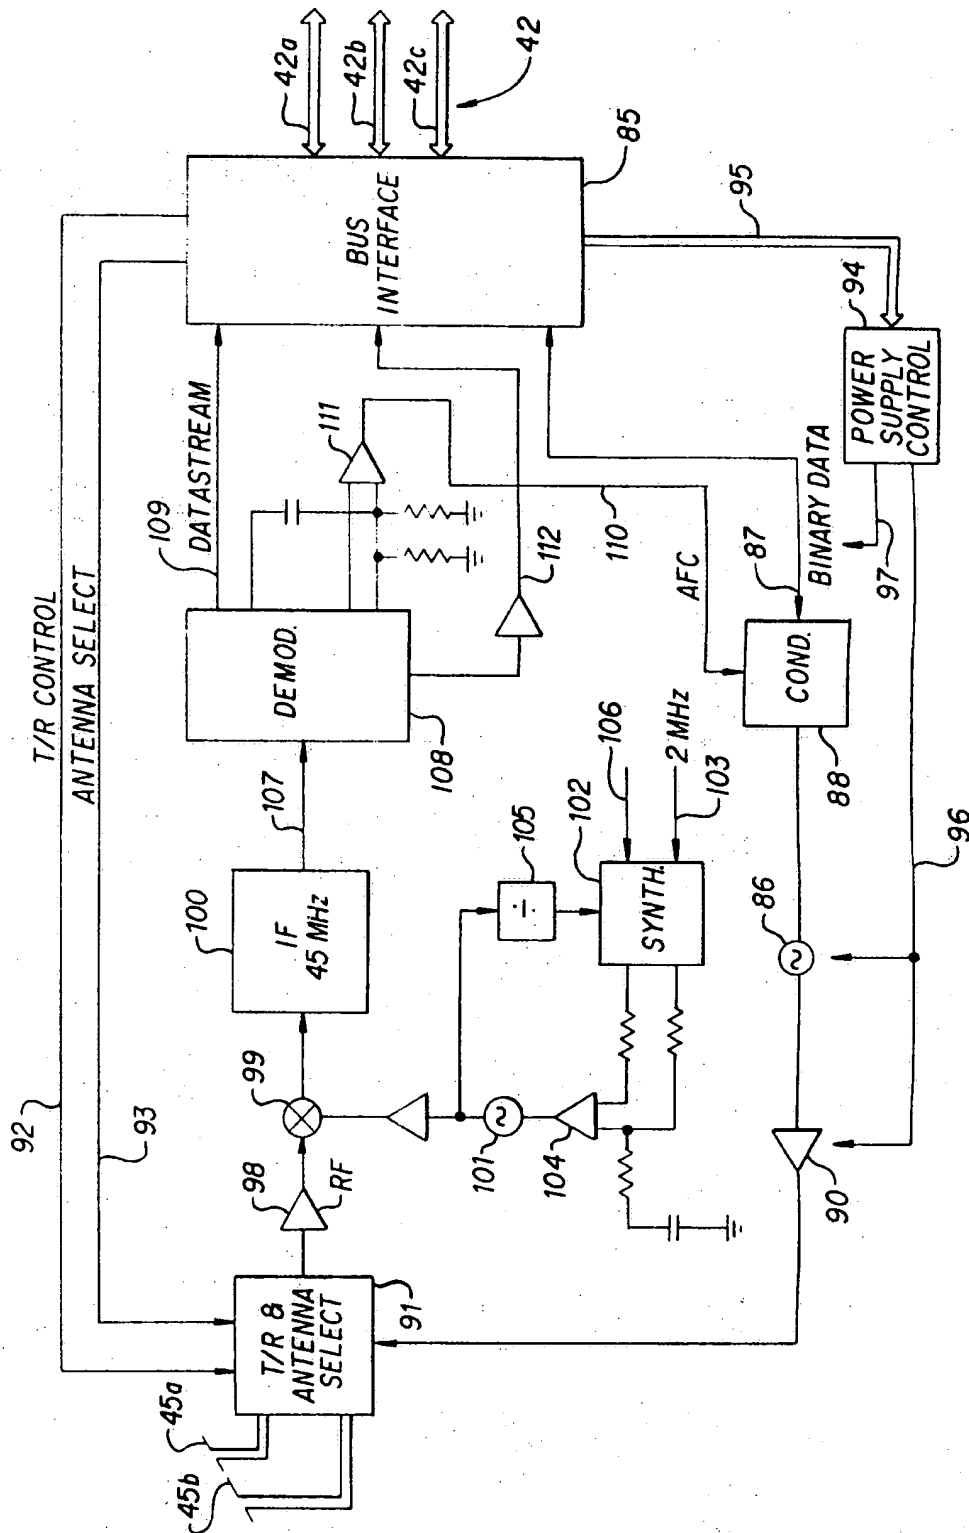 T/R CONTROL
ANTENNA SELECT
92
93
45a
45b
T/R &
ANTENNA
SELECT
91
98
RF
99
100
IF
45 MHz
107
DEMOD.
108
109
DATASTREAM
111
112
110
AFC
BUS
INTERFACE
85
42a
42b
42c
42
95
94
POWER
SUPPLY
CONTROL
97
BINARY DATA
87
COND.
88
96
86
90
101
104
105
÷
102
SYNTH.
106
2 MHz
103